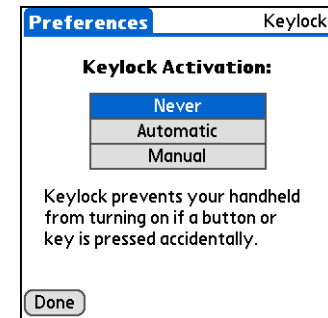 Preferences Keylock
Keylock Activation:
Never
Automatic
Manual
Keylock prevents your handheld
from turning on if a button or
key is pressed accidentally.
Done